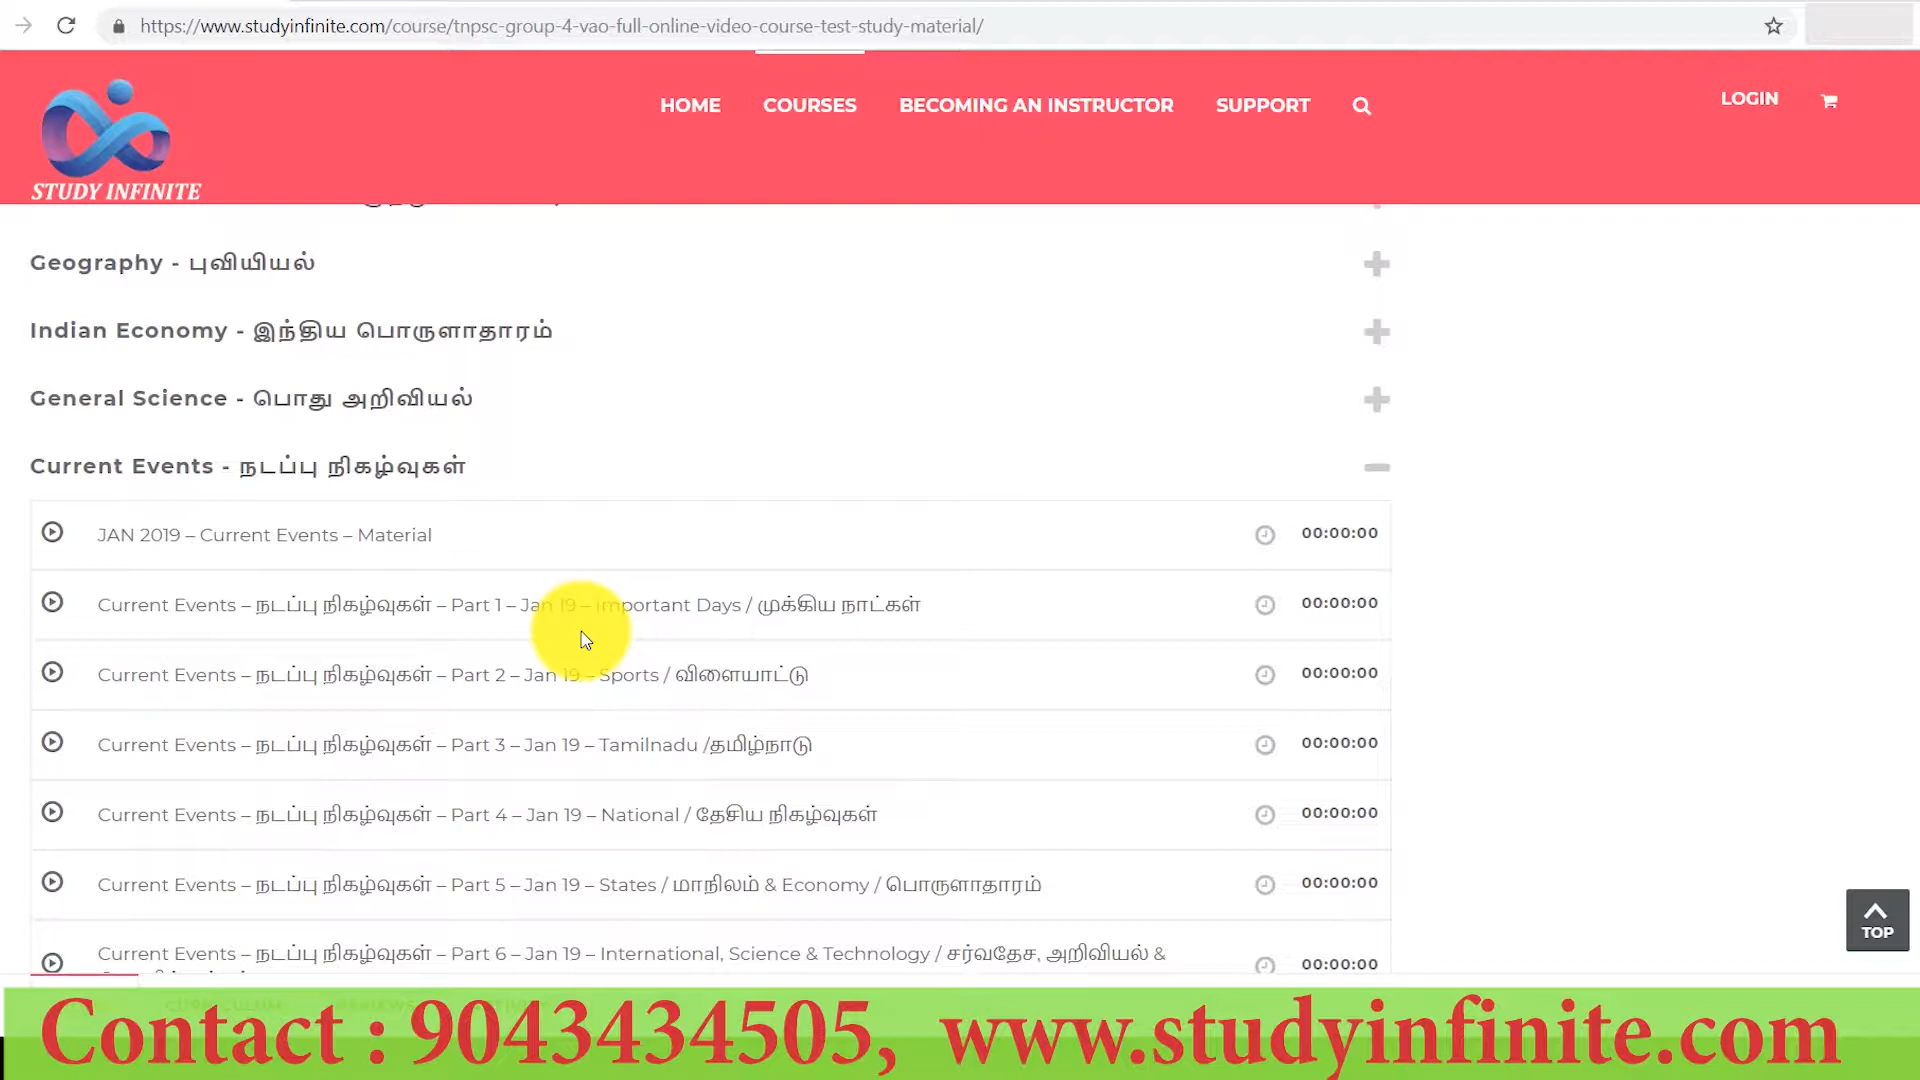 https://www.studyinfinite.com/course/tnpsc-group-4-vao-full-online-video-course-test-study-material/
HOME COURSES BECOMING AN INSTRUCTOR SUPPORT LOGIN
STUDY INFINITE
Geography - புவியியல்
Indian Economy - இந்திய பொருளாதாரம்
General Science - பொது அறிவியல்
Current Events - நடப்பு நிகழ்வுகள்
JAN 2019 – Current Events – Material 00:00:00
Current Events – நடப்பு நிகழ்வுகள் – Part 1 – Jan 19 – Important Days / முக்கிய நாட்கள் 00:00:00
Current Events – நடப்பு நிகழ்வுகள் – Part 2 – Jan 19 – Sports / விளையாட்டு 00:00:00
Current Events – நடப்பு நிகழ்வுகள் – Part 3 – Jan 19 – Tamilnadu /தமிழ்நாடு 00:00:00
Current Events – நடப்பு நிகழ்வுகள் – Part 4 – Jan 19 – National / தேசிய நிகழ்வுகள் 00:00:00
Current Events – நடப்பு நிகழ்வுகள் – Part 5 – Jan 19 – States / மாநிலம் & Economy / பொருளாதாரம் 00:00:00
Current Events – நடப்பு நிகழ்வுகள் – Part 6 – Jan 19 – International, Science & Technology / சர்வதேச, அறிவியல் & 00:00:00
TOP
Contact : 9043434505, www.studyinfinite.com